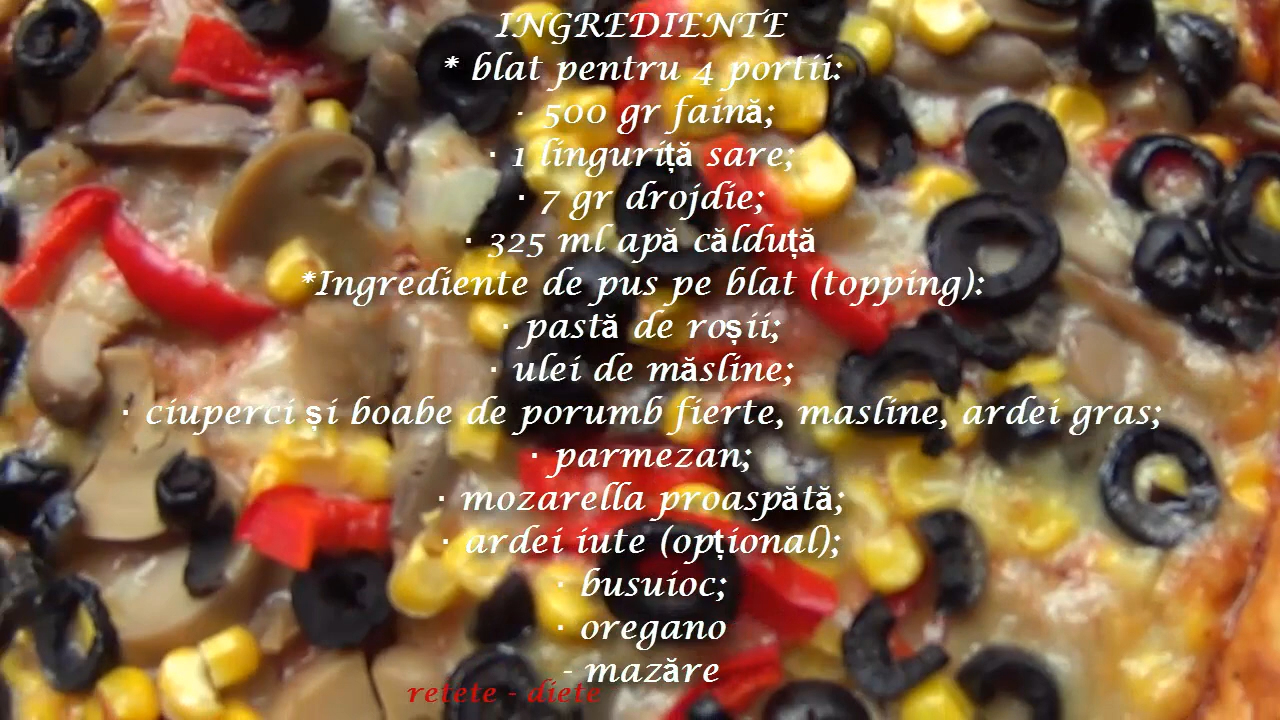 INGREDIENTE
* blat pentru 4 portii:
· 500 gr faină;
· 1 linguriță sare;
· 7 gr drojdie;
· 325 ml apă călduță
*Ingrediente de pus pe blat (topping):
· pastă de roșii;
· ulei de măsline;
· ciuperci și boabe de porumb fierte, masline, ardei gras;
· parmezan;
· mozarella proaspătă;
· ardei iute (opțional);
· busuioc;
· oregano
- mazăre
retete - diete